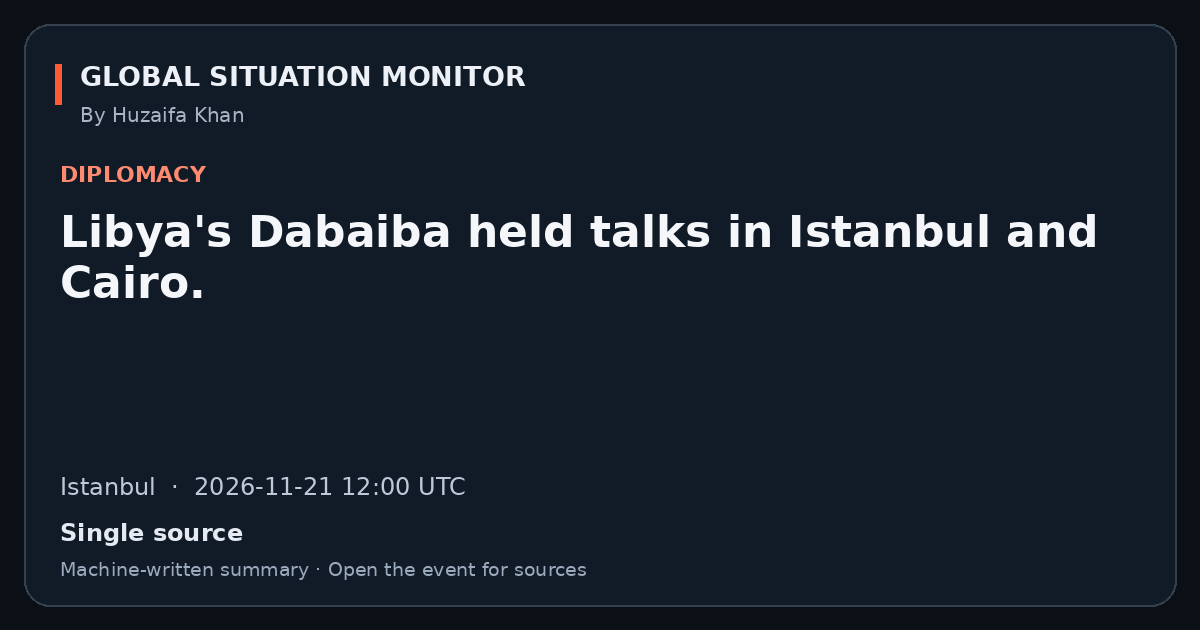 GLOBAL SITUATION MONITOR
By Huzaifa Khan
DIPLOMACY
Libya's Dabaiba held talks in Istanbul and
Cairo.
Istanbul · 2026-11-21 12:00 UTC
Single source
Machine-written summary · Open the event for sources